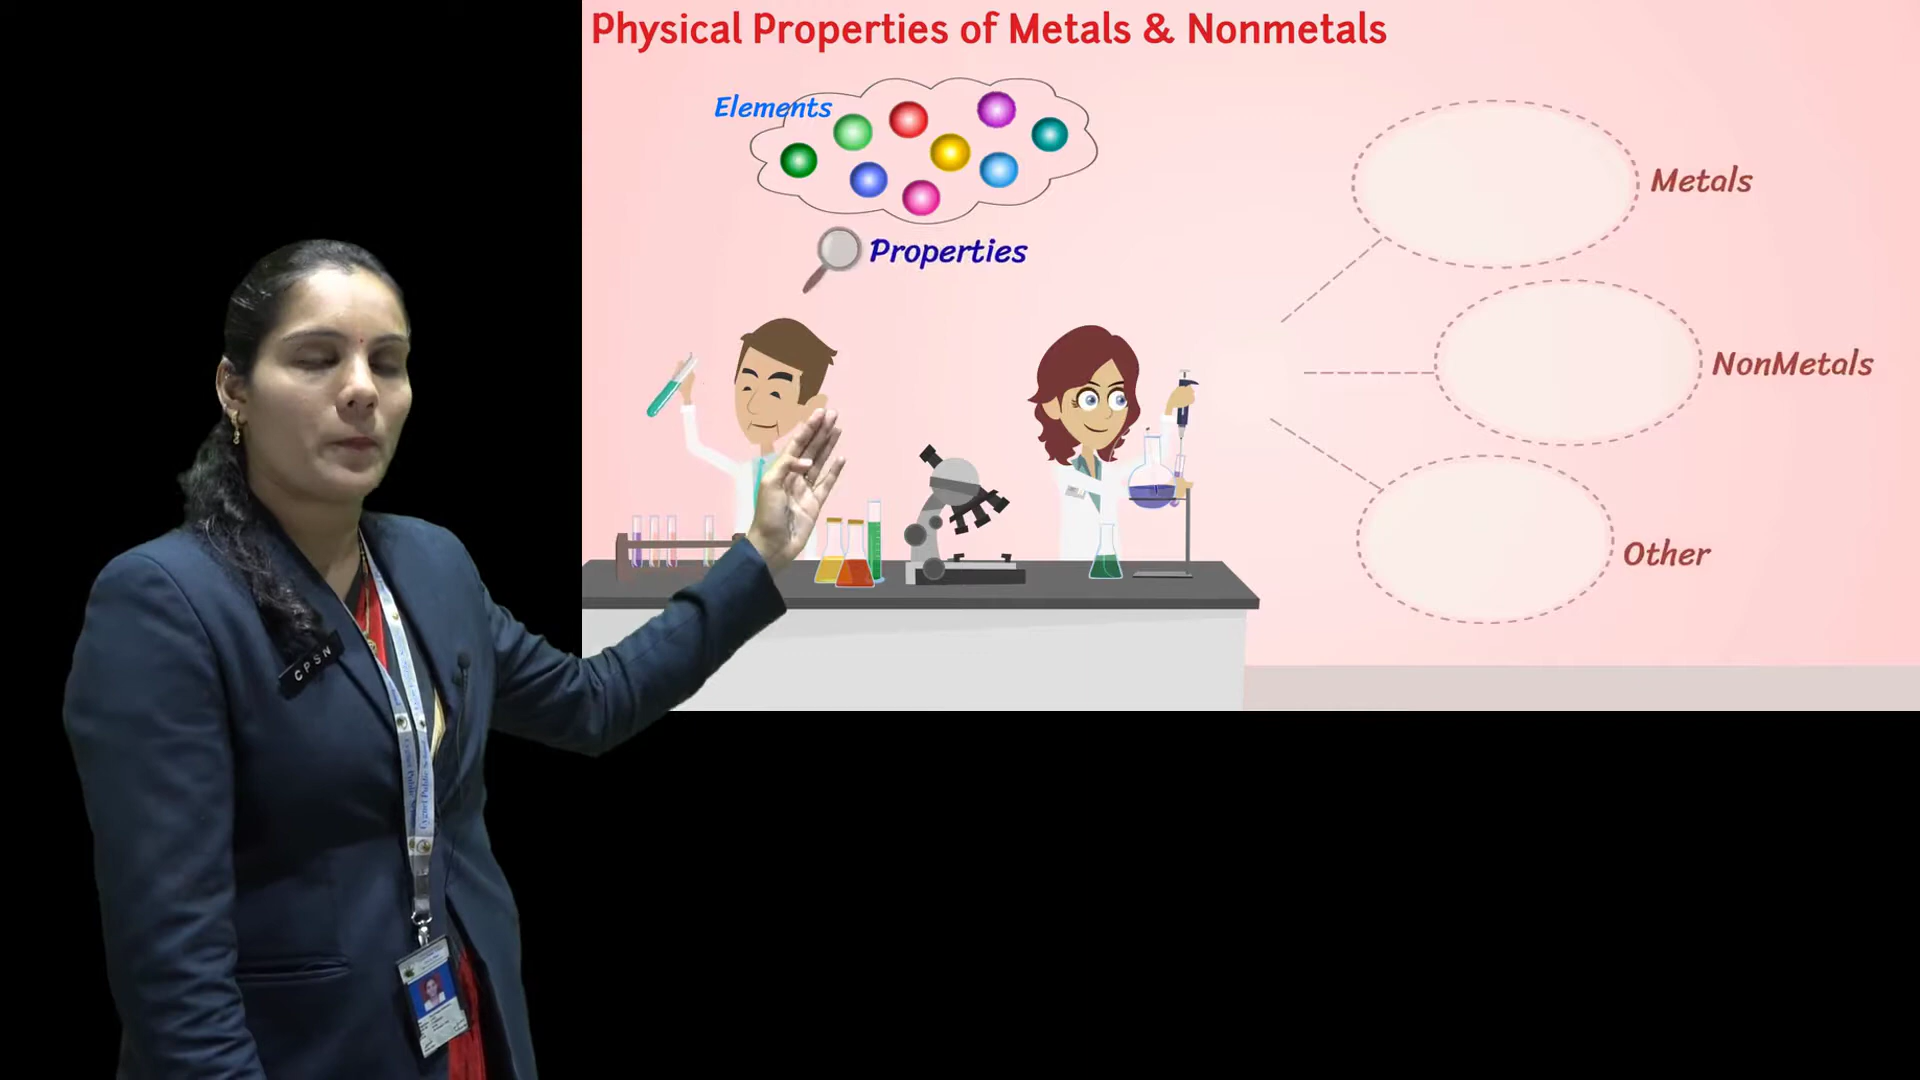 Physical Properties of Metals & Nonmetals
Elements
Properties
Metals
NonMetals
Other
CPSN